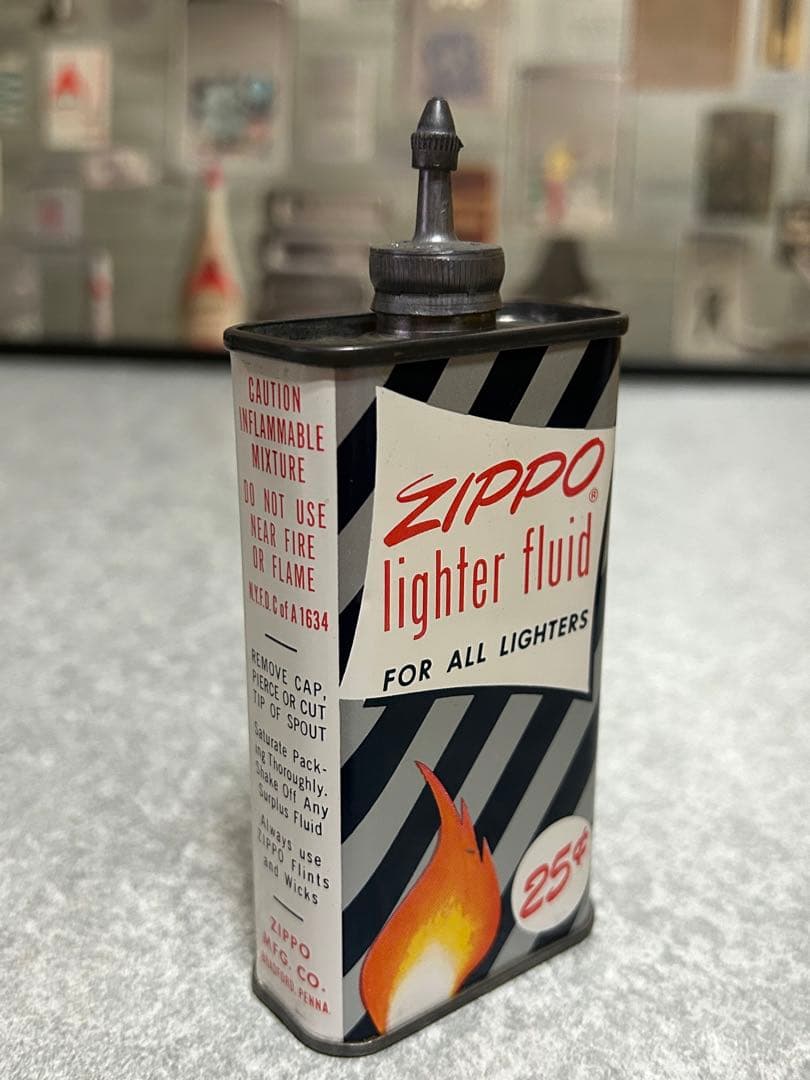 CAUTION
INFLAMMABLE
MIXTURE
DO NOT USE
NEAR FIRE
OR FLAME
N.Y.F.D. C of A 1634
REMOVE CAP,
PIERCE OR CUT
TIP OF SPOUT
Saturate Pack-
ing Thoroughly.
Shake Off Any
Surplus Fluid
Always use
ZIPPO Flints
and Wicks
ZIPPO
MFG. CO.
BRADFORD, PENNA.
ZIPPO®
lighter fluid
FOR ALL LIGHTERS
25¢